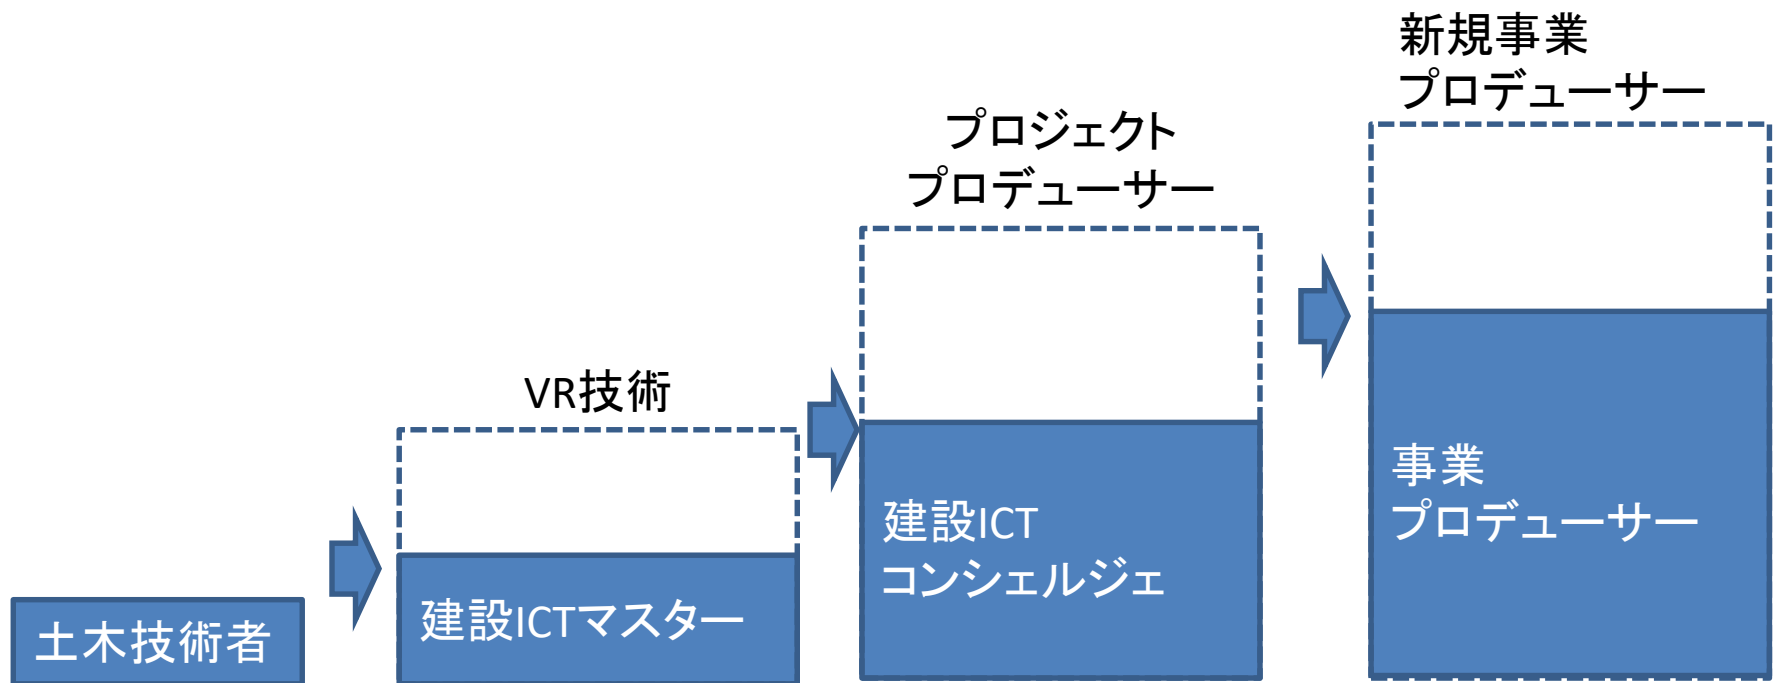 土木技術者
VR技術
建設ICTマスター
プロジェクト
プロデューサー
建設ICT
コンシェルジェ
新規事業
プロデューサー
事業
プロデューサー